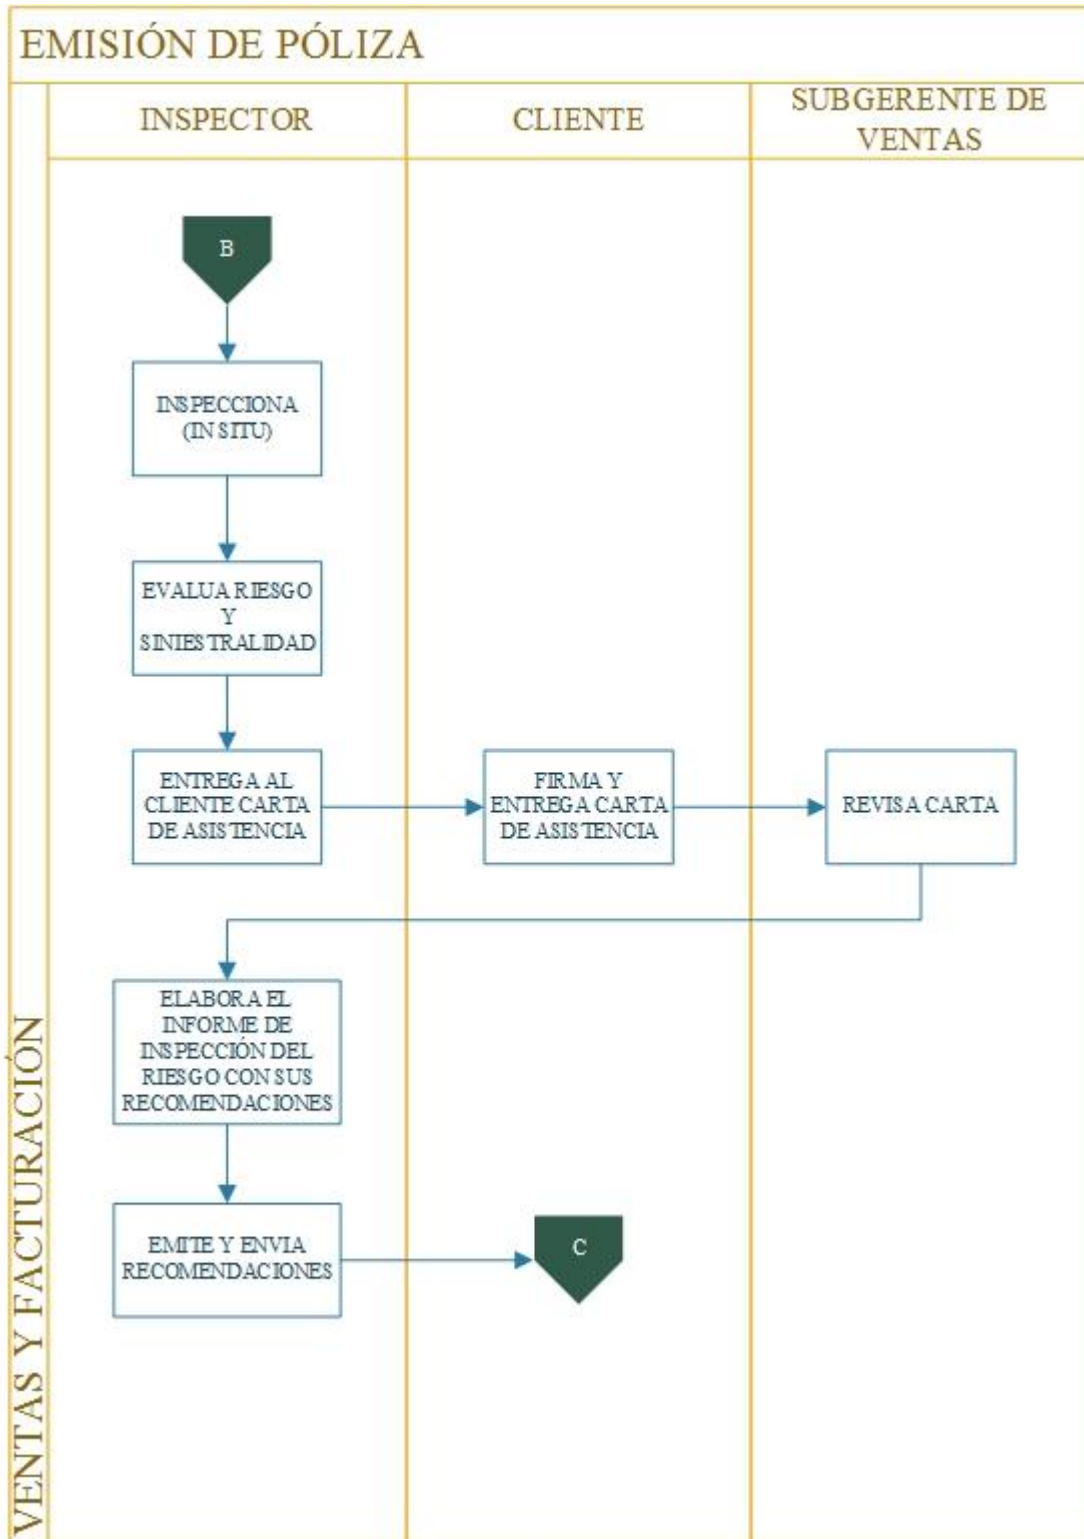 EMISIÓN DE PÓLIZA
INSPECTOR
CLIENTE
SUBGERENTE DE
VENTAS
VENTAS Y FACTURACIÓN
B
INSPECCIONA
(IN SITU)
EVALUA RIESGO
Y
SINIESTRALIDAD
ENTREGA AL
CLIENTE CARTA
DE ASISTENCIA
FIRMA Y
ENTREGA CARTA
DE ASISTENCIA
REVISA CARTA
ELABORA EL
INFORME DE
INSPECCIÓN DEL
RIESGO CON SUS
RECOMENDACIONES
EMITE Y ENVIA
RECOMENDACIONES
C